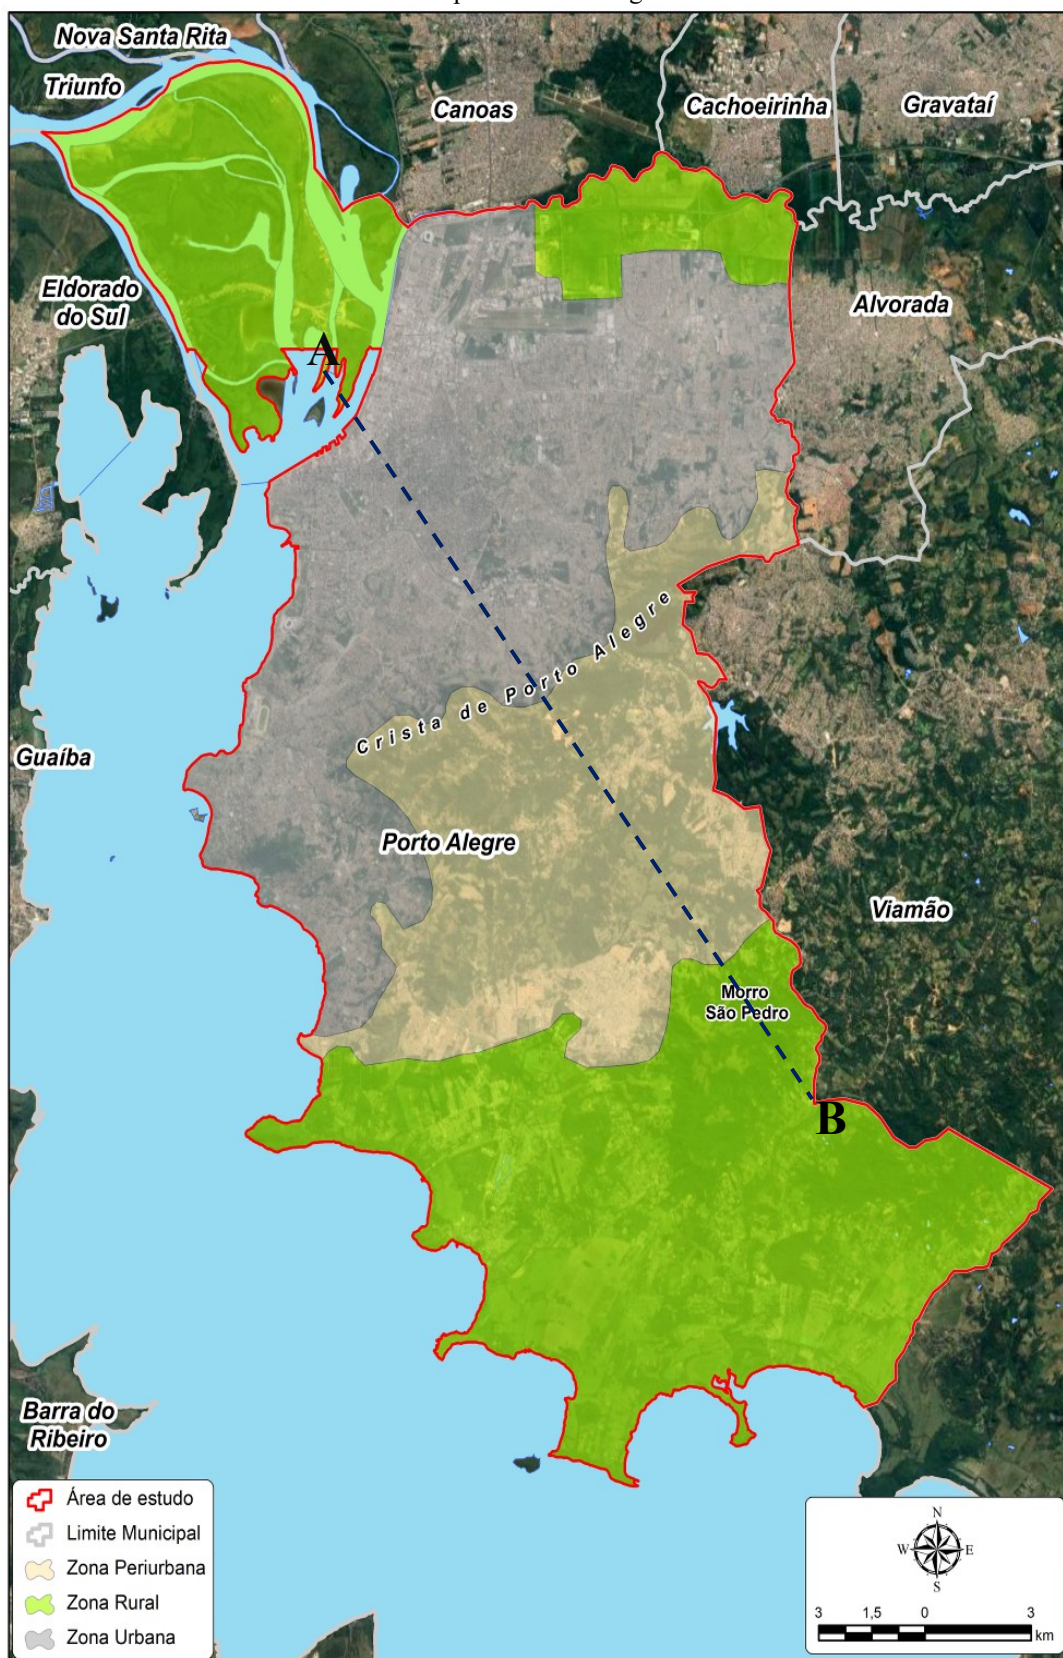 Nova Santa Rita
Triunfo
Canoas
Cachoeirinha
Gravataí
Eldorado
do Sul
Alvorada
A
Crista de Porto Alegre
Guaíba
Porto Alegre
Viamão
Morro
São Pedro
B
Barra do
Ribeiro
Área de estudo
Limite Municipal
Zona Periurbana
Zona Rural
Zona Urbana
N
W E
S
3 1,5 0 3
km